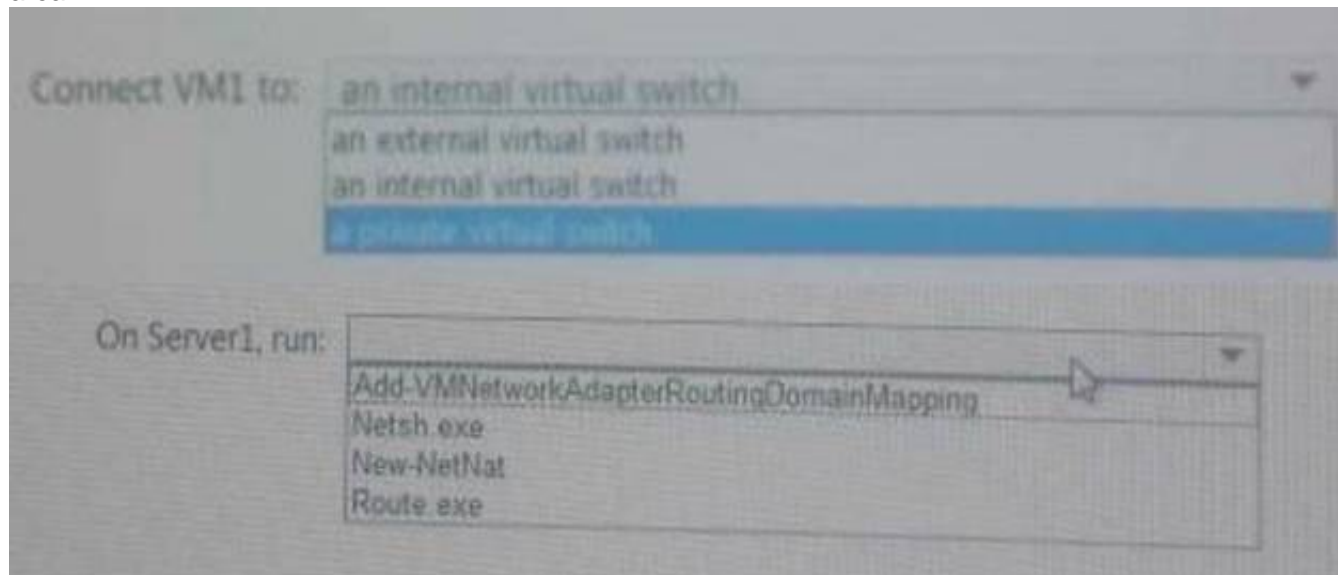 Connect VM1 to: an internal virtual switch
an external virtual switch
an internal virtual switch
a private virtual switch
On Server1, run:
Add-VMNetworkAdapterRoutingDomainMapping
Netsh.exe
New-NetNat
Route.exe